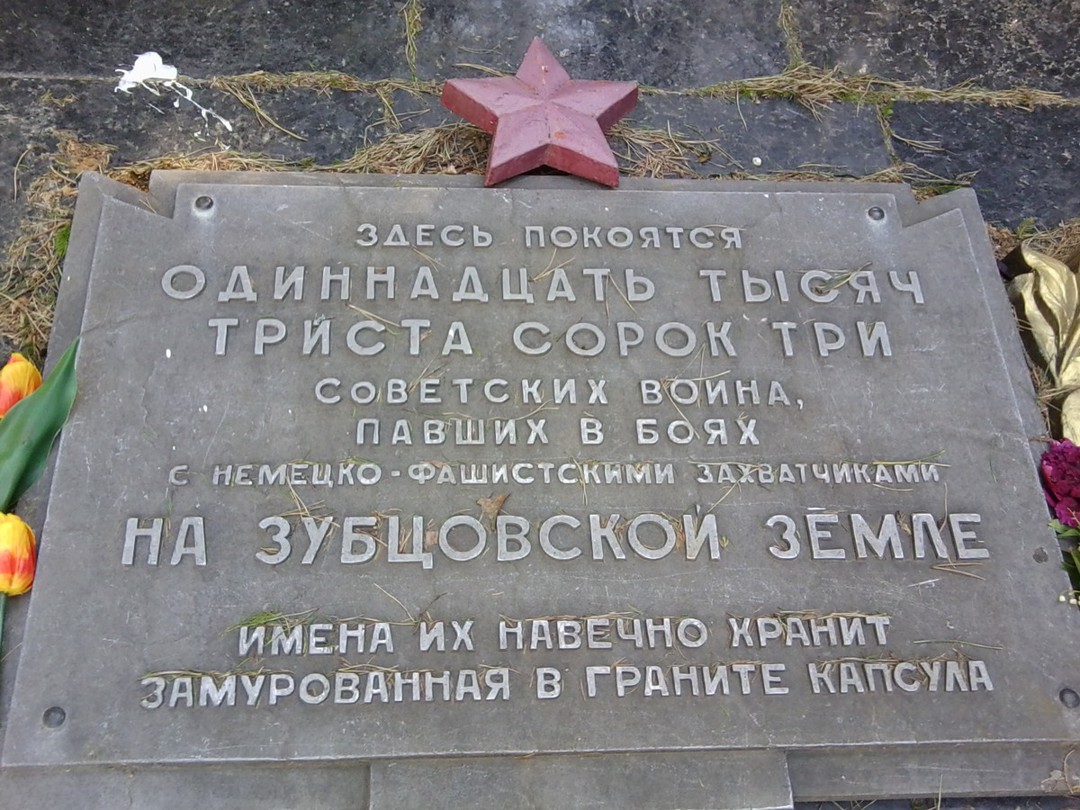 ЗДЕСЬ ПОКОЯТСЯ
ОДИННАДЦАТЬ ТЫСЯЧ
ТРИСТА СОРОК ТРИ
СОВЕТСКИХ ВОИНА,
ПАВШИХ В БОЯХ
С НЕМЕЦКО-ФАШИСТСКИМИ ЗАХВАТЧИКАМИ
НА ЗУБЦОВСКОЙ ЗЕМЛЕ
ИМЕНА ИХ НАВЕЧНО ХРАНИТ
ЗАМУРОВАННАЯ В ГРАНИТЕ КАПСУЛА